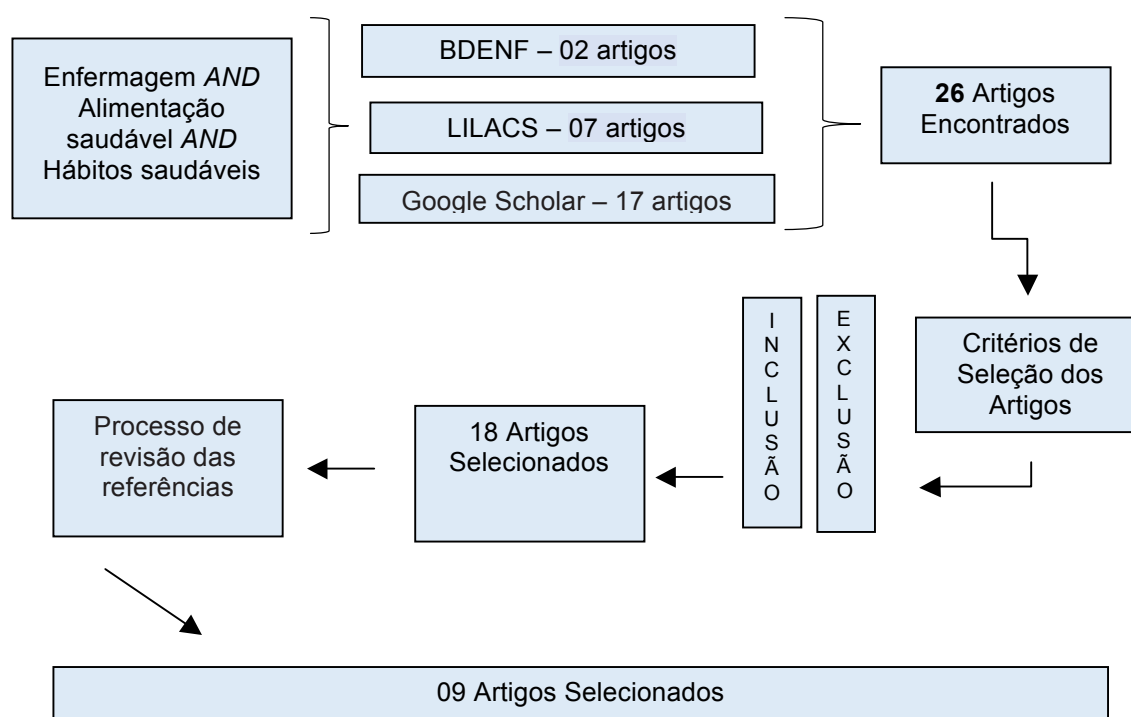 Enfermagem AND
Alimentação
saudável AND
Hábitos saudáveis
BDENF – 02 artigos
LILACS – 07 artigos
Google Scholar – 17 artigos
26 Artigos
Encontrados
Critérios de
Seleção dos
Artigos
EXCLUSÃO
INCLUSÃO
18 Artigos
Selecionados
Processo de
revisão das
referências
09 Artigos Selecionados